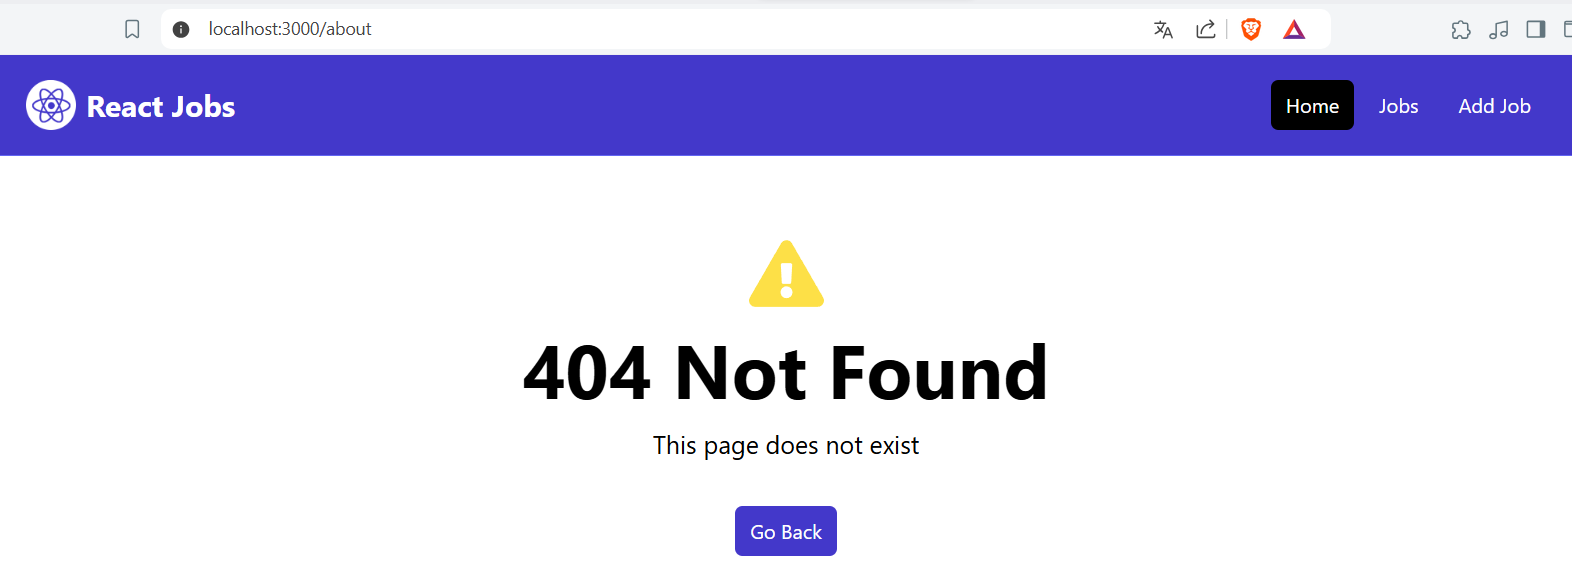 localhost:3000/about
React Jobs
Home Jobs Add Job
404 Not Found
This page does not exist
Go Back